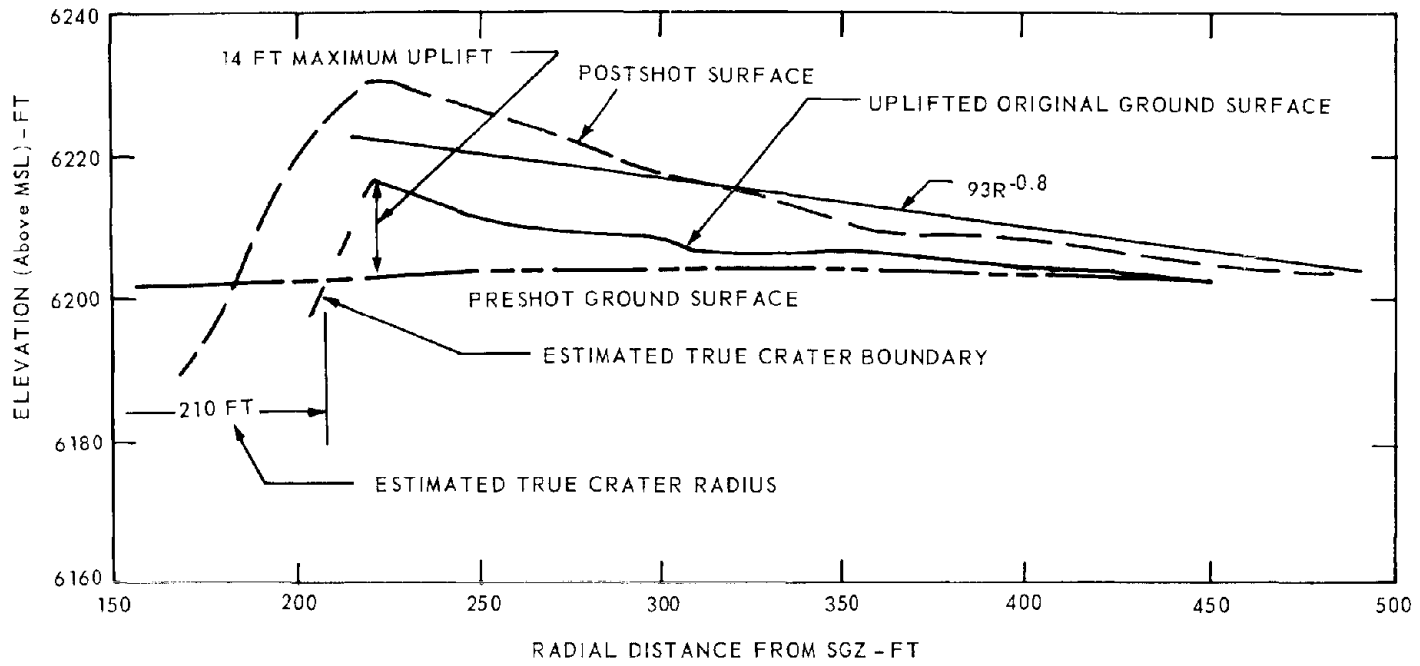 6240
14 FT MAXIMUM UPLIFT
POSTSHOT SURFACE
UPLIFTED ORIGINAL GROUND SURFACE
6220
93R^-0.8
6200
PRESHOT GROUND SURFACE
ESTIMATED TRUE CRATER BOUNDARY
210 FT
6180
ESTIMATED TRUE CRATER RADIUS
6160
ELEVATION (Above MSL) - FT
150 200 250 300 350 400 450 500
RADIAL DISTANCE FROM SGZ - FT